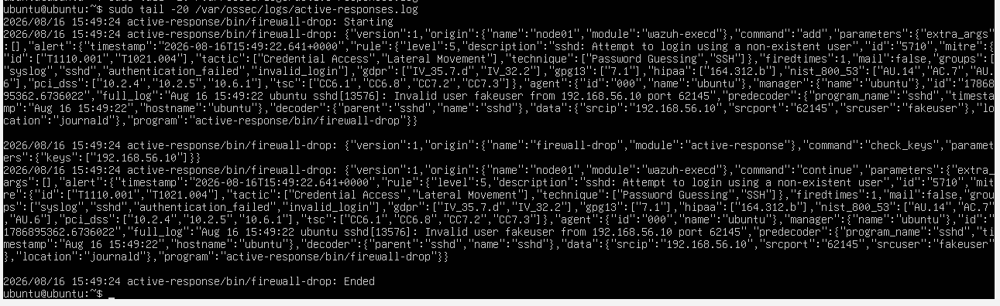 ubuntu@ubuntu:~$ sudo tail -20 /var/ossec/logs/active-responses.log
2026/08/16 15:49:24 active-response/bin/firewall-drop: Starting
2026/08/16 15:49:24 active-response/bin/firewall-drop: {"version":1,"origin":{"name":"node01","module":"wazuh-execd"},"command":"add","parameters":{"extra_args"
:[],"alert":{"timestamp":"2026-08-16T15:49:22.641+0000","rule":{"level":5,"description":"sshd: Attempt to login using a non-existent user","id":"5710","mitre":{
"id":["T1110.001","T1021.004"],"tactic":["Credential Access","Lateral Movement"],"technique":["Password Guessing","SSH"]},"firedtimes":1,"mail":false,"groups":[
"syslog","sshd","authentication_failed","invalid_login"],"gdpr":["IV_35.7.d","IV_32.2"],"gpg13":["7.1"],"hipaa":["164.312.b"],"nist_800_53":["AU.14","AC.7","AU.
6"],"pci_dss":["10.2.4","10.2.5","10.6.1"],"tsc":["CC6.1","CC6.8","CC7.2","CC7.3"]},"agent":{"id":"000","name":"ubuntu"},"manager":{"name":"ubuntu"},"id":"17868
95362.6736022","full_log":"Aug 16 15:49:22 ubuntu sshd[13576]: Invalid user fakeuser from 192.168.56.10 port 62145","predecoder":{"program_name":"sshd","timesta
mp":"Aug 16 15:49:22","hostname":"ubuntu"},"decoder":{"parent":"sshd","name":"sshd"},"data":{"srcip":"192.168.56.10","srcport":"62145","srcuser":"fakeuser"},"lo
cation":"journald"},"program":"active-response/bin/firewall-drop"}}
2026/08/16 15:49:24 active-response/bin/firewall-drop: {"version":1,"origin":{"name":"firewall-drop","module":"active-response"},"command":"check_keys","paramet
ers":{"keys":["192.168.56.10"]}}
2026/08/16 15:49:24 active-response/bin/firewall-drop: {"version":1,"origin":{"name":"node01","module":"wazuh-execd"},"command":"continue","parameters":{"extra_
args":[],"alert":{"timestamp":"2026-08-16T15:49:22.641+0000","rule":{"level":5,"description":"sshd: Attempt to login using a non-existent user","id":"5710","mit
re":{"id":["T1110.001","T1021.004"],"tactic":["Credential Access","Lateral Movement"],"technique":["Password Guessing","SSH"]},"firedtimes":1,"mail":false,"grou
ps":["syslog","sshd","authentication_failed","invalid_login"],"gdpr":["IV_35.7.d","IV_32.2"],"gpg13":["7.1"],"hipaa":["164.312.b"],"nist_800_53":["AU.14","AC.7"
,"AU.6"],"pci_dss":["10.2.4","10.2.5","10.6.1"],"tsc":["CC6.1","CC6.8","CC7.2","CC7.3"]},"agent":{"id":"000","name":"ubuntu"},"manager":{"name":"ubuntu"},"id":"
1786895362.6736022","full_log":"Aug 16 15:49:22 ubuntu sshd[13576]: Invalid user fakeuser from 192.168.56.10 port 62145","predecoder":{"program_name":"sshd","ti
mestamp":"Aug 16 15:49:22","hostname":"ubuntu"},"decoder":{"parent":"sshd","name":"sshd"},"data":{"srcip":"192.168.56.10","srcport":"62145","srcuser":"fakeuser"
},"location":"journald"},"program":"active-response/bin/firewall-drop"}}
2026/08/16 15:49:24 active-response/bin/firewall-drop: Ended
ubuntu@ubuntu:~$ _